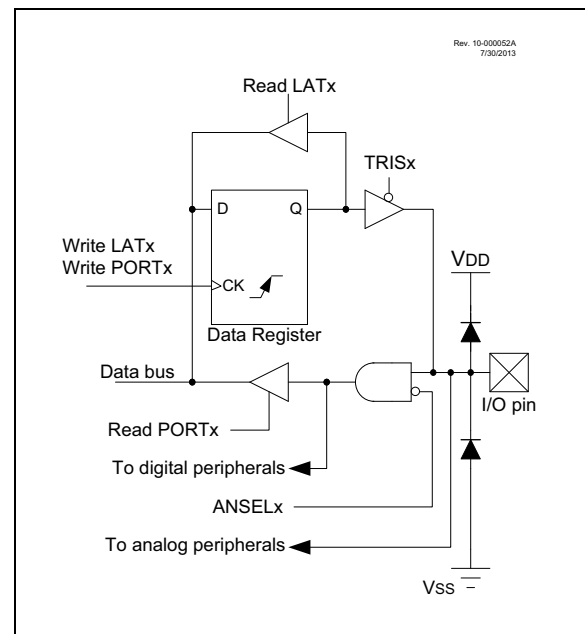 Rev. 10-000052A
7/30/2013
Read LATx
TRISx
D Q
Write LATx
Write PORTx
CK
VDD
Data Register
Data bus
I/O pin
Read PORTx
To digital peripherals
ANSELx
To analog peripherals
VSS